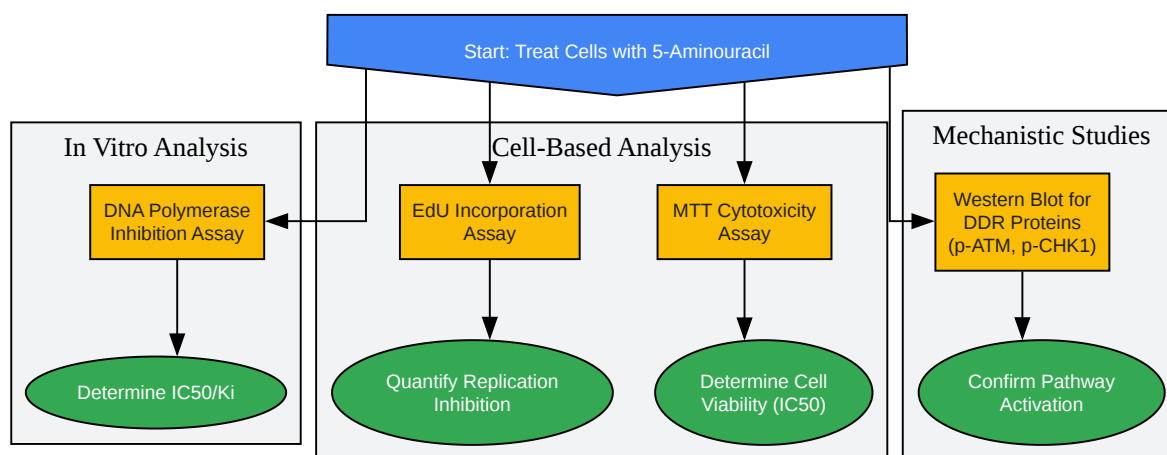 Start: Treat Cells with 5-Aminouracil
In Vitro Analysis
DNA Polymerase
Inhibition Assay
Determine IC50/Ki
Cell-Based Analysis
EdU Incorporation
Assay
Quantify Replication
Inhibition
MTT Cytotoxicity
Assay
Determine Cell
Viability (IC50)
Mechanistic Studies
Western Blot for
DDR Proteins
(p-ATM, p-CHK1)
Confirm Pathway
Activation